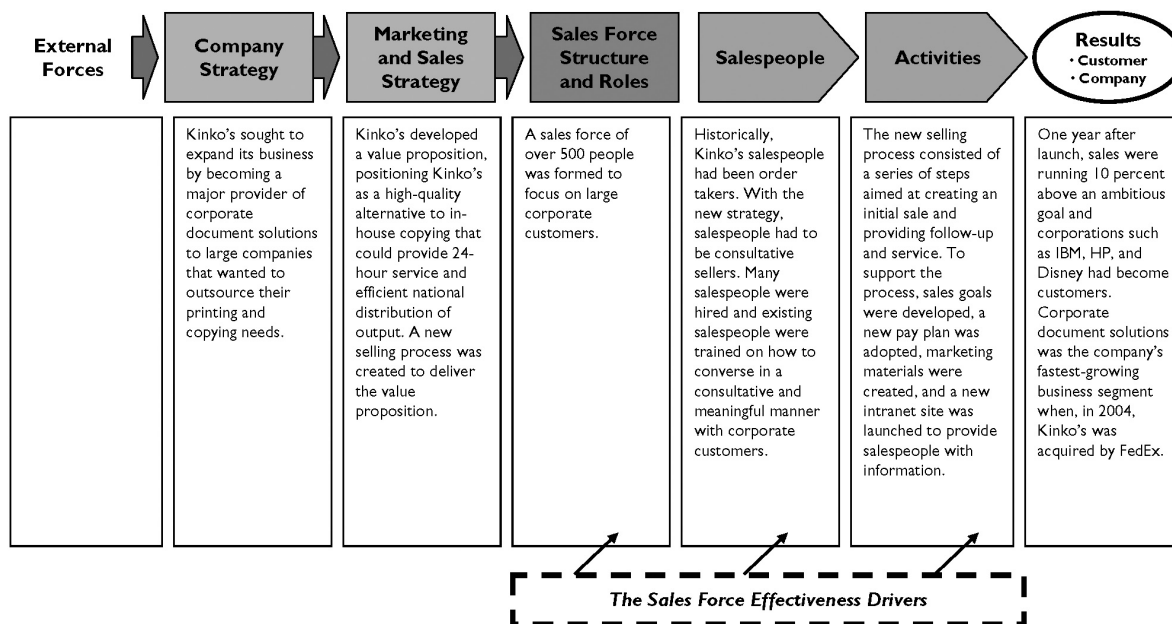 External
Forces
Company
Strategy
Marketing
and Sales
Strategy
Sales Force
Structure
and Roles
Salespeople
Activities
Results
· Customer
· Company
Kinko's sought to
expand its business
by becoming a
major provider of
corporate
document solutions
to large companies
that wanted to
outsource their
printing and
copying needs.
Kinko's developed
a value proposition,
positioning Kinko's
as a high-quality
alternative to in-
house copying that
could provide 24-
hour service and
efficient national
distribution of
output. A new
selling process was
created to deliver
the value
proposition.
A sales force of
over 500 people
was formed to
focus on large
corporate
customers.
Historically,
Kinko's salespeople
had been order
takers. With the
new strategy,
salespeople had to
be consultative
sellers. Many
salespeople were
hired and existing
salespeople were
trained on how to
converse in a
consultative and
meaningful manner
with corporate
customers.
The new selling
process consisted of
a series of steps
aimed at creating an
initial sale and
providing follow-up
and service. To
support the
process, sales goals
were developed, a
new pay plan was
adopted, marketing
materials were
created, and a new
intranet site was
launched to provide
salespeople with
information.
One year after
launch, sales were
running 10 percent
above an ambitious
goal and
corporations such
as IBM, HP, and
Disney had become
customers.
Corporate
document solutions
was the company's
fastest-growing
business segment
when, in 2004,
Kinko's was
acquired by FedEx.
The Sales Force Effectiveness Drivers